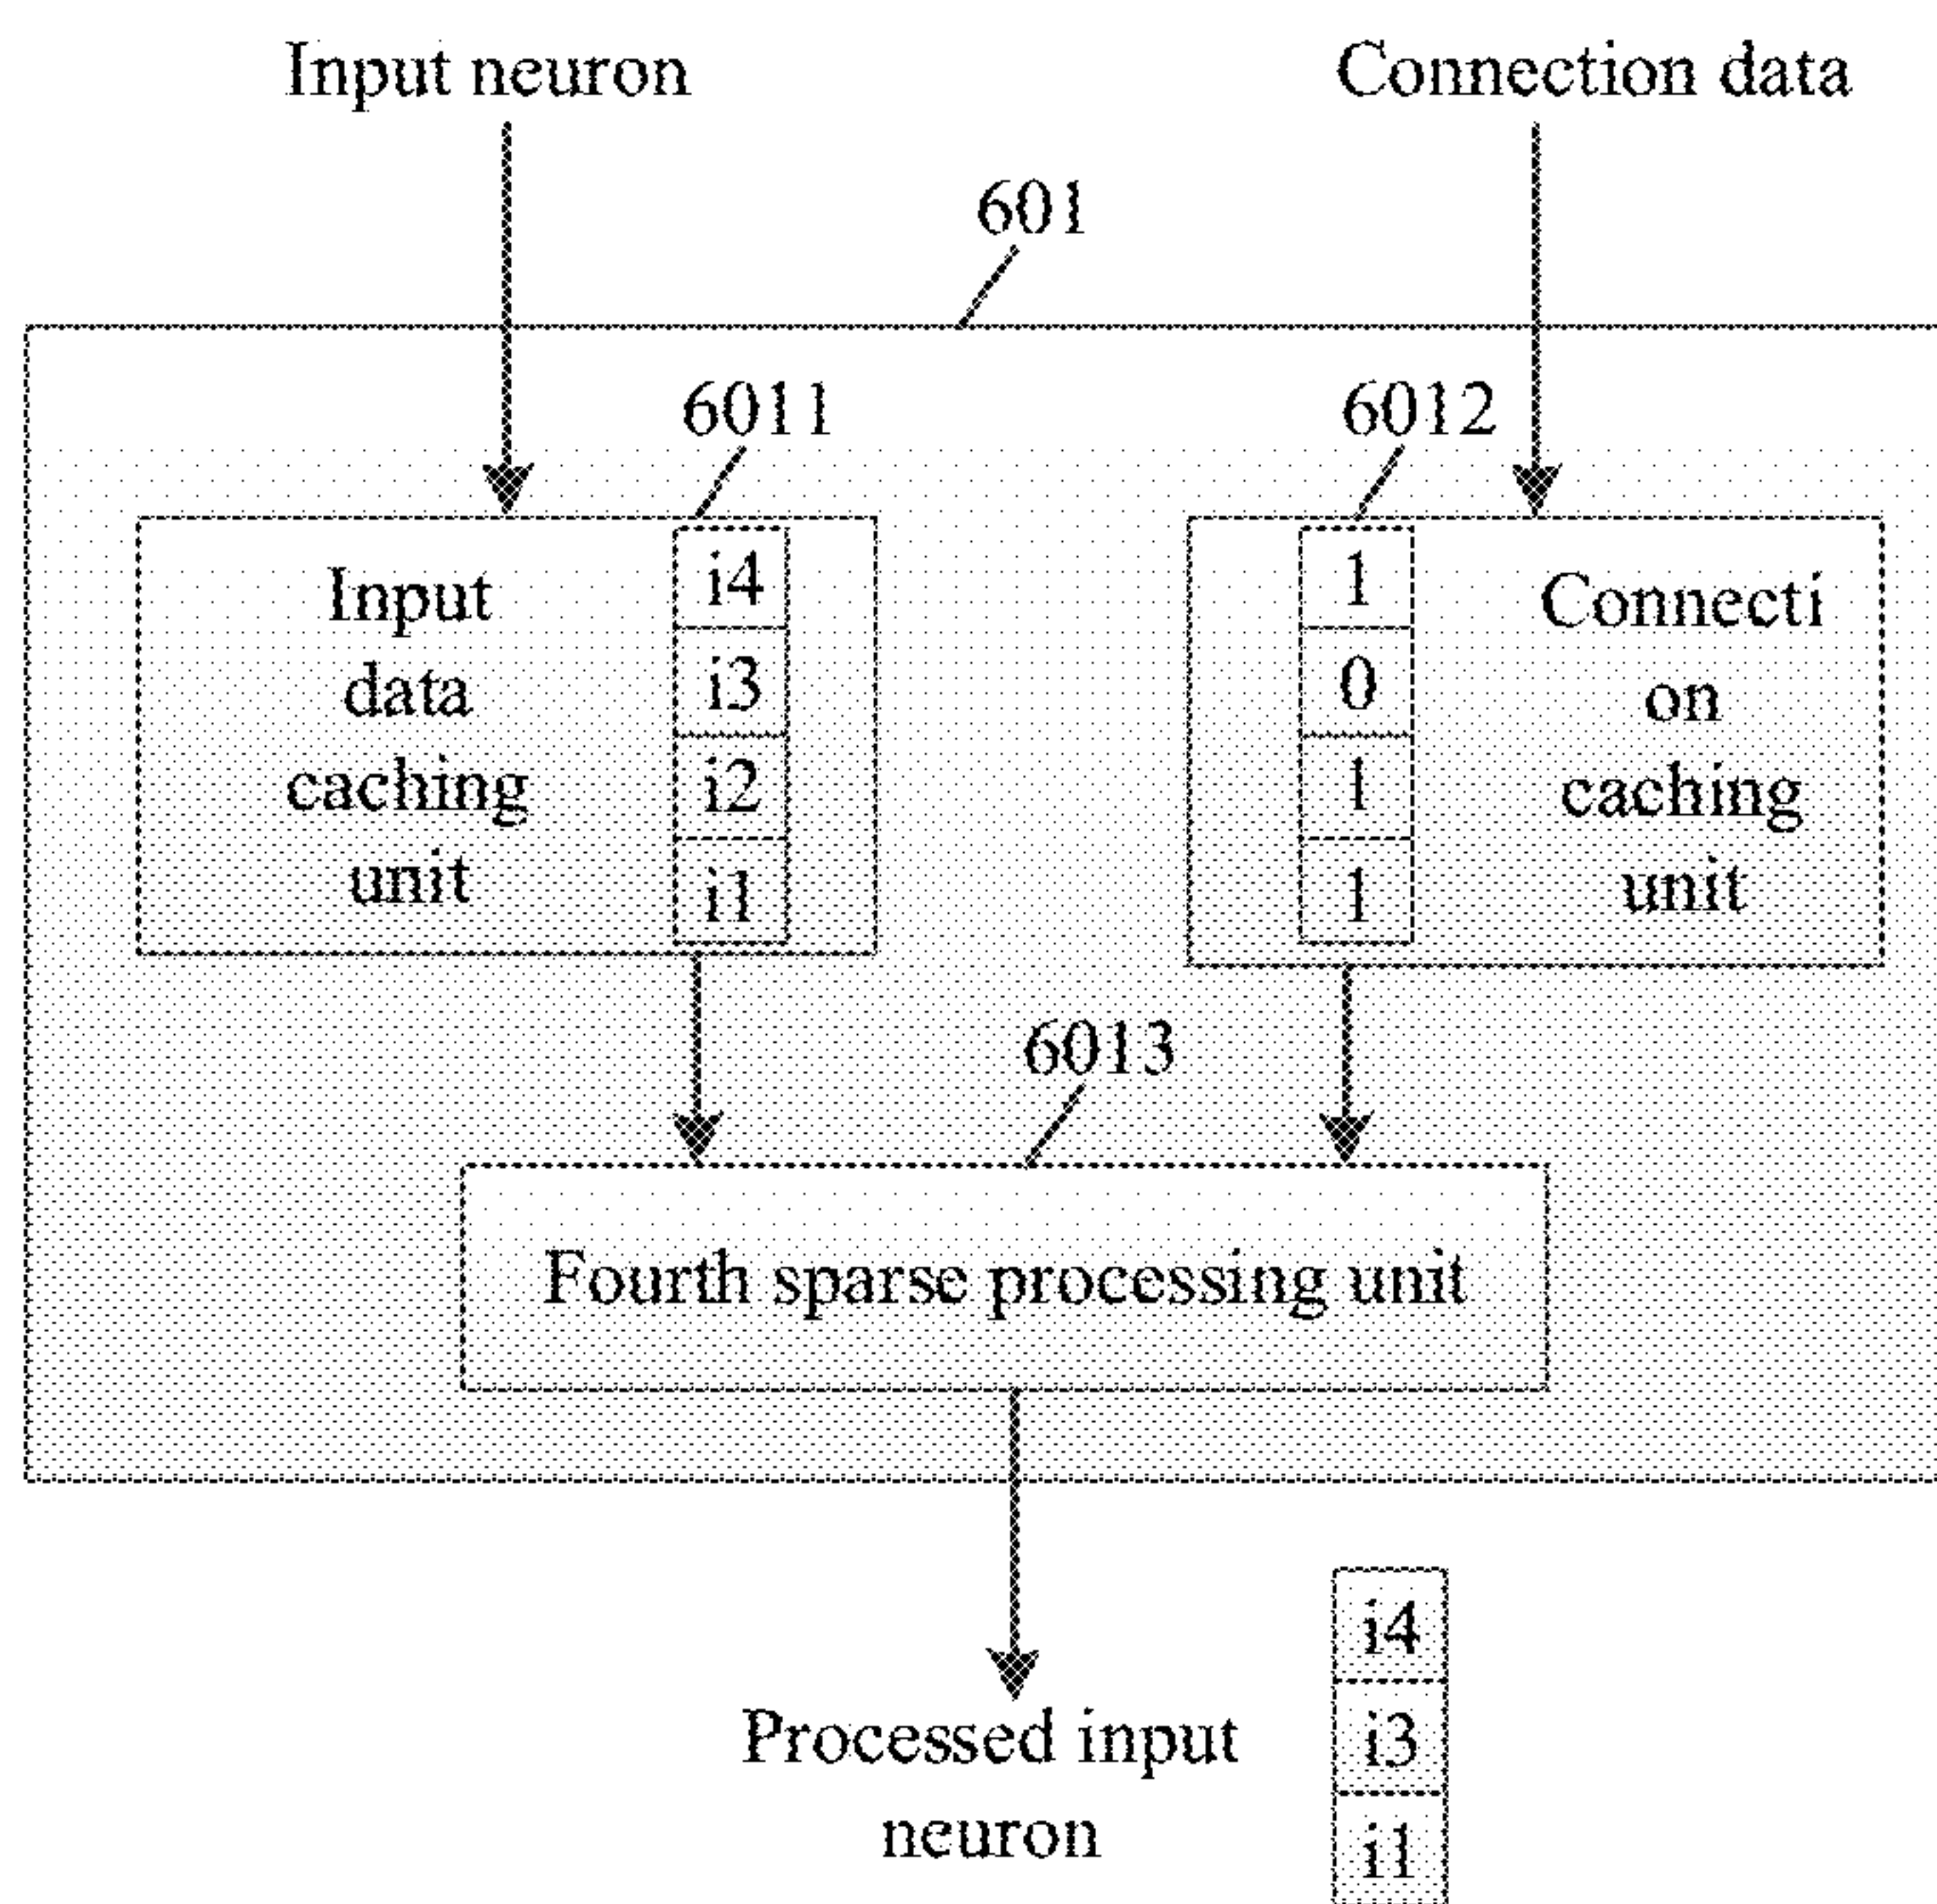 Input neuron
Connection data
601
6011
6012
Input
data
caching
unit
i4
i3
i2
i1
1
0
1
1
Connecti
on
caching
unit
6013
Fourth sparse processing unit
Processed input
neuron
i4
i3
i1